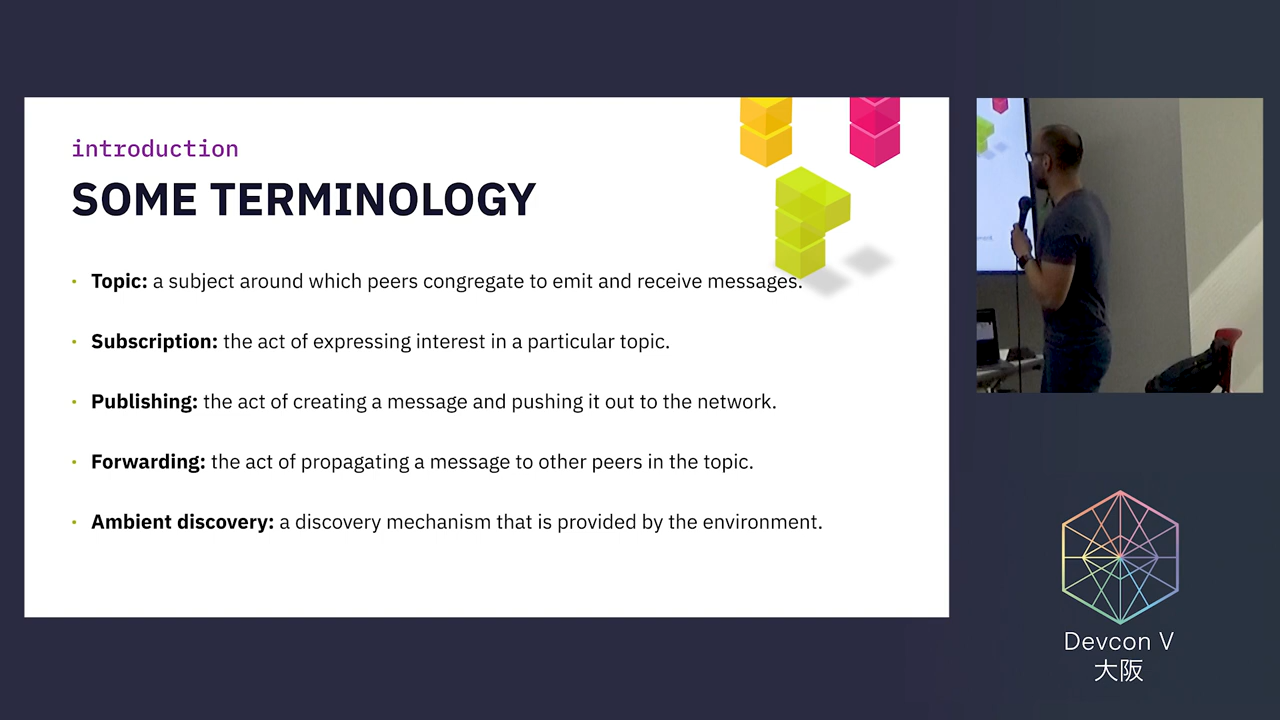 introduction
SOME TERMINOLOGY
• Topic: a subject around which peers congregate to emit and receive messages.
• Subscription: the act of expressing interest in a particular topic.
• Publishing: the act of creating a message and pushing it out to the network.
• Forwarding: the act of propagating a message to other peers in the topic.
• Ambient discovery: a discovery mechanism that is provided by the environment.
Devcon V
大阪